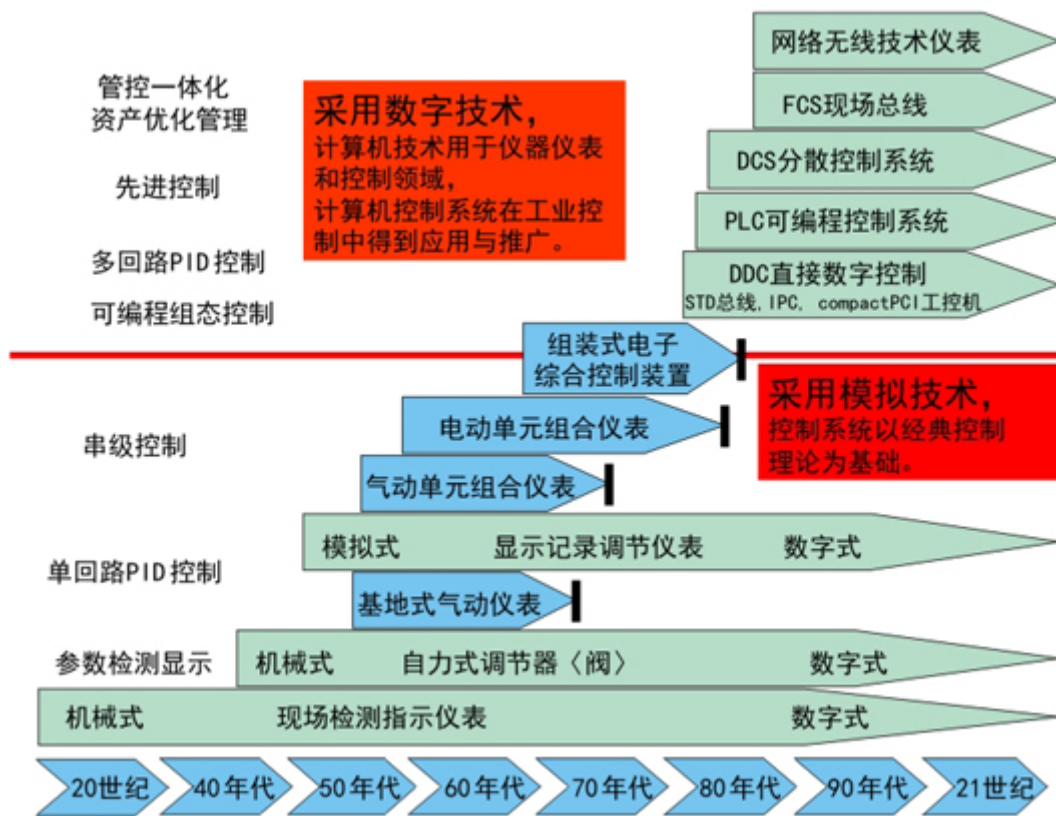 网络无线技术仪表
管控一体化
资产优化管理
采用数字技术，
计算机技术用于仪器仪表
和控制领域，
计算机控制系统在工业控
制中得到应用与推广。
FCS现场总线
DCS分散控制系统
先进控制
PLC可编程控制系统
多回路PID控制
DDC直接数字控制
STD总线，IPC，compactPCI工控机
可编程组态控制
组装式电子
综合控制装置
采用模拟技术，
控制系统以经典控制
理论为基础。
电动单元组合仪表
串级控制
气动单元组合仪表
模拟式 显示记录调节仪表 数字式
单回路PID控制
基地式气动仪表
参数检测显示
机械式 自力式调节器〈阀〉 数字式
机械式 现场检测指示仪表 数字式
20世纪 40年代 50年代 60年代 70年代 80年代 90年代 21世纪